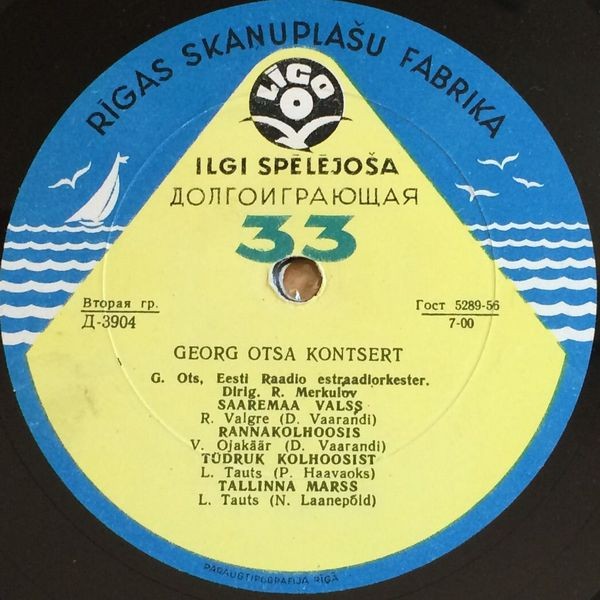 RĪGAS SKAŅUPLAŠU FABRIKA
LĪGO
ILGI SPĒLĒJOŠA
ДОЛГОИГРАЮЩАЯ
33
Вторая гр.
Д-3904
Гост 5289-56
7-00
GEORG OTSA KONTSERT
G. Ots, Eesti Raadio estraadiorkester.
Dirig. R. Merkulov
SAAREMAA VALSS
R. Valgre (D. Vaarandi)
RANNAKOLHOOSIS
V. Ojakäär (D. Vaarandi)
TÜDRUK KOLHOOSIST
L. Tauts (P. Haavaoks)
TALLINNA MARSS
L. Tauts (N. Laanepõld)
PARAUGTIPOGRAFIJA RĪGĀ